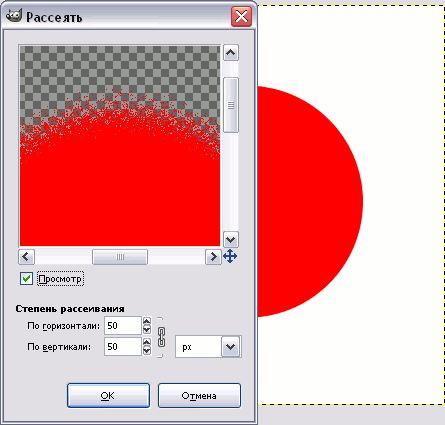 Рассеять
Просмотр
Степень рассеивания
По горизонтали: 50
По вертикали: 50 px
OK Отмена